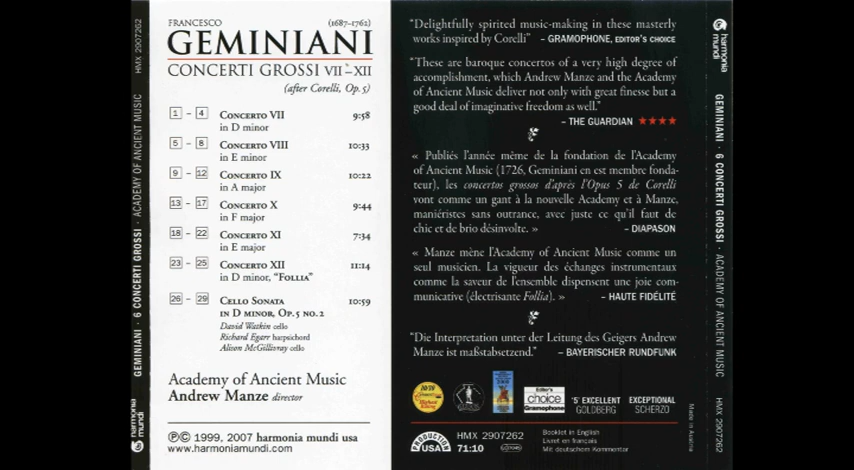 HMX 2907262
GEMINIANI · 6 CONCERTI GROSSI · ACADEMY OF ANCIENT MUSIC
harmonia mundi
FRANCESCO (1687–1762)
GEMINIANI
CONCERTI GROSSI VII–XII
(after Corelli, Op. 5)
1 – 4 CONCERTO VII 9:58
in D minor
5 – 8 CONCERTO VIII 10:33
in E minor
9 – 12 CONCERTO IX 10:22
in A major
13 – 17 CONCERTO X 9:44
in F major
18 – 22 CONCERTO XI 7:34
in E major
23 – 25 CONCERTO XII 11:14
in D minor, "FOLLIA"
26 – 29 CELLO SONATA 10:59
IN D MINOR, OP. 5 NO. 2
David Watkin cello
Richard Egarr harpsichord
Alison McGillivray cello
Academy of Ancient Music
Andrew Manze director
℗© 1999, 2007 harmonia mundi usa
www.harmoniamundi.com
"Delightfully spirited music-making in these masterly
works inspired by Corelli" – GRAMOPHONE, EDITOR'S CHOICE
"These are baroque concertos of a very high degree of
accomplishment, which Andrew Manze and the Academy
of Ancient Music deliver not only with great finesse but a
good deal of imaginative freedom as well."
– THE GUARDIAN ★★★★
« Publiés l'année même de la fondation de l'Academy
of Ancient Music (1726, Geminiani en est membre fonda-
teur), les concertos grossos d'après l'Opus 5 de Corelli
vont comme un gant à la nouvelle Academy et à Manze,
maniéristes sans outrance, avec juste ce qu'il faut de
chic et de brio désinvolte. » – DIAPASON
« Manze mène l'Academy of Ancient Music comme un
seul musicien. La vigueur des échanges instrumentaux
comme la saveur de l'ensemble dispensent une joie com-
municative (électrisante Follia). » – HAUTE FIDÉLITÉ
"Die Interpretation unter der Leitung des Geigers Andrew
Manze ist maßstabsetzend." – BAYERISCHER RUNDFUNK
10/10
Editor's
choice
Gramophone
'5 EXCELLENT
GOLDBERG
EXCEPTIONAL
SCHERZO
PRODUCTION
USA
HMX 2907262
71:10
Booklet in English
Livret en français
Mit deutschem Kommentar
Made in Austria
harmonia mundi
GEMINIANI · 6 CONCERTI GROSSI · ACADEMY OF ANCIENT MUSIC
HMX 2907262
harmonia mundi